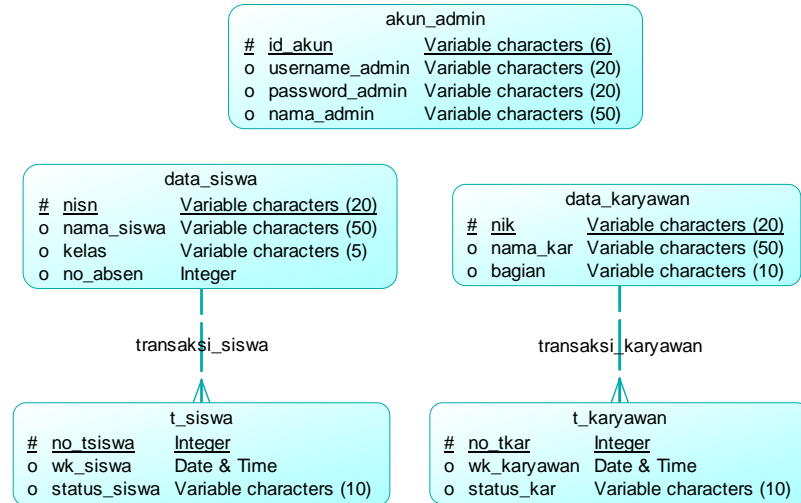 akun_admin
# id_akun Variable characters (6)
o username_admin Variable characters (20)
o password_admin Variable characters (20)
o nama_admin Variable characters (50)
data_siswa
# nisn Variable characters (20)
o nama_siswa Variable characters (50)
o kelas Variable characters (5)
o no_absen Integer
data_karyawan
# nik Variable characters (20)
o nama_kar Variable characters (50)
o bagian Variable characters (10)
transaksi_siswa
transaksi_karyawan
t_siswa
# no_tsiswa Integer
o wk_siswa Date & Time
o status_siswa Variable characters (10)
t_karyawan
# no_tkar Integer
o wk_karyawan Date & Time
o status_kar Variable characters (10)